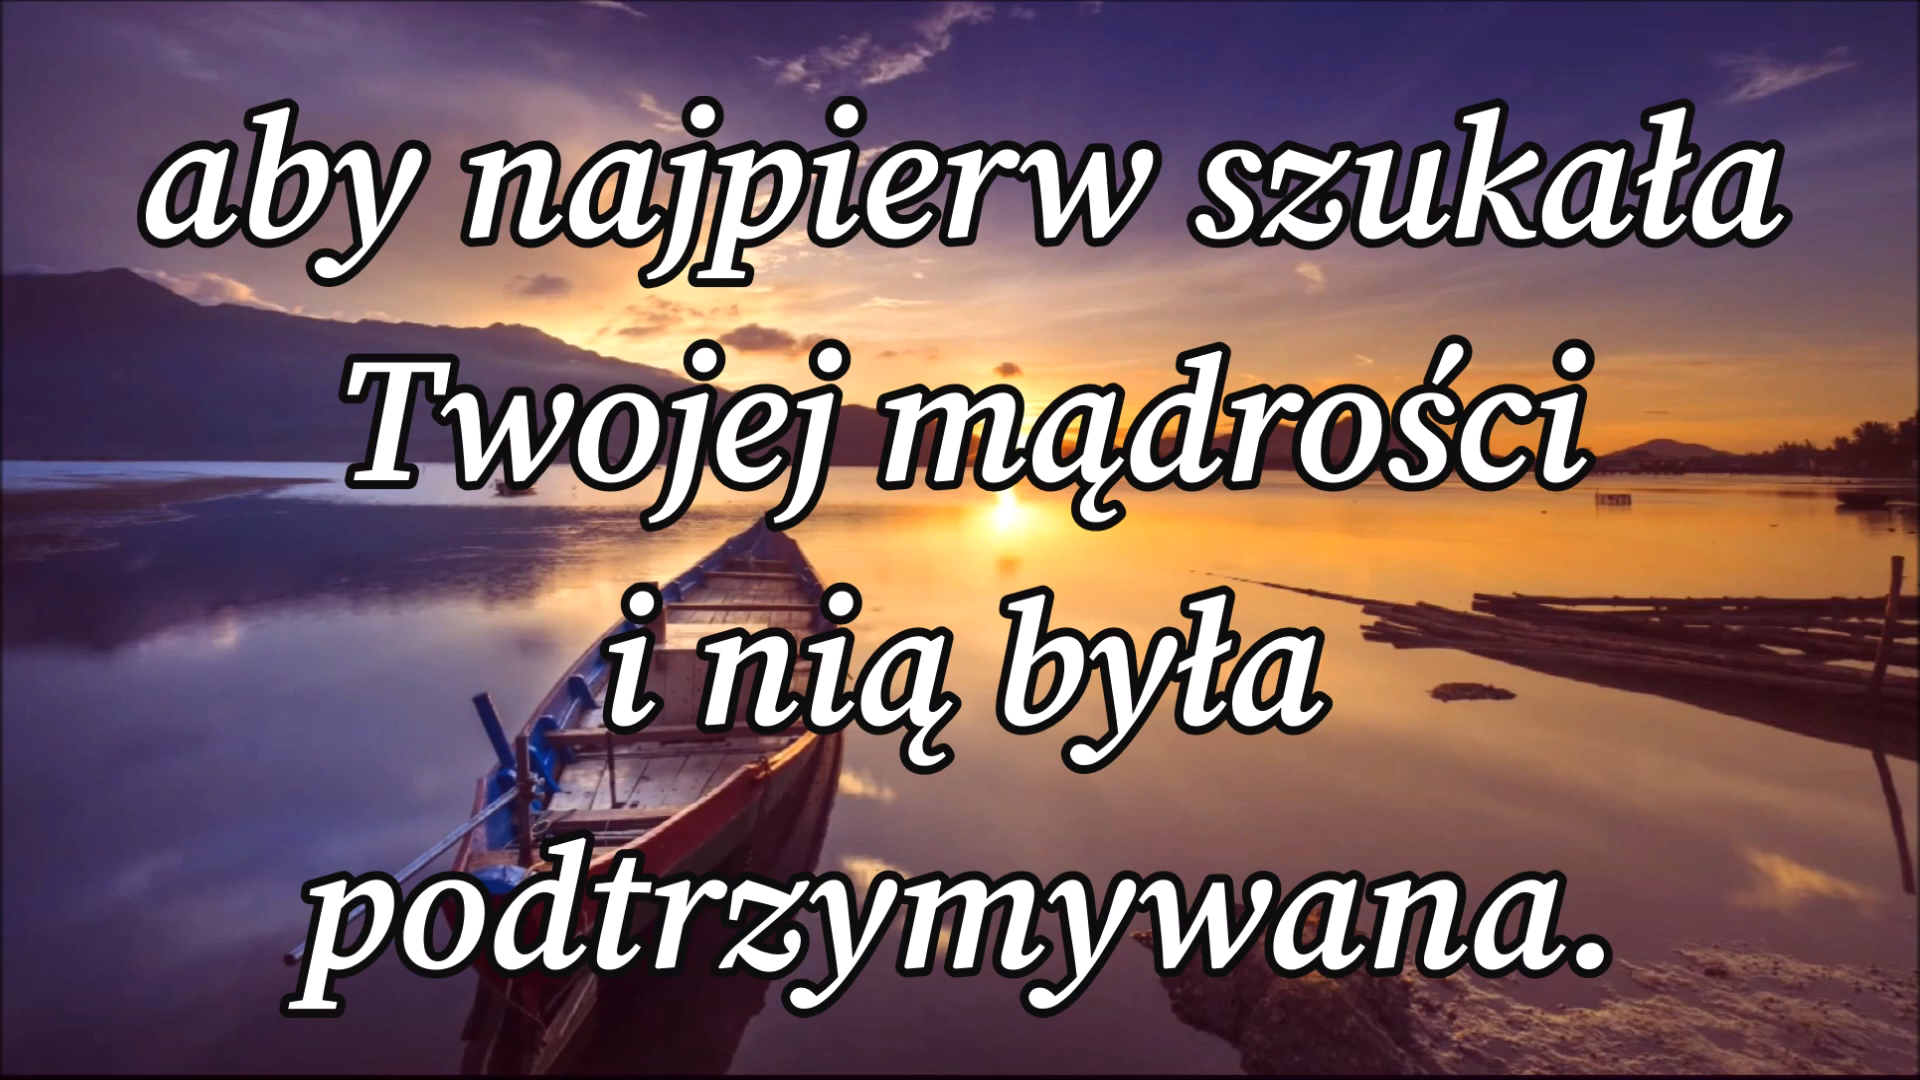 aby najpierw szukała
Twojej mądrości
i nią była
podtrzymywana.